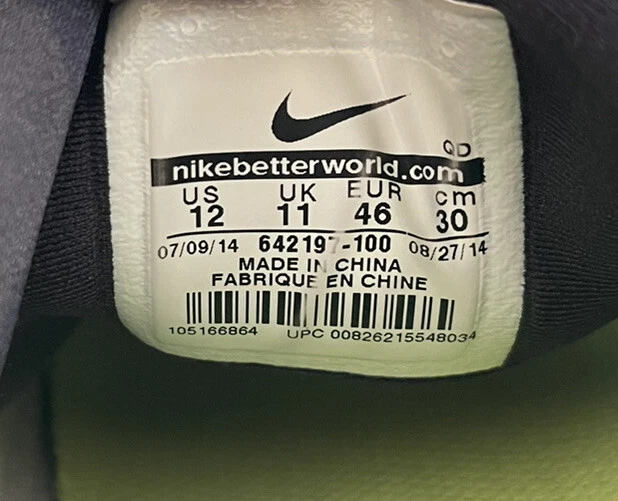 QD
nikebetterworld.com
US UK EUR cm
12 11 46 30
07/09/14 642197-100 08/27/14
MADE IN CHINA
FABRIQUE EN CHINE
105166864 UPC 00826215548034